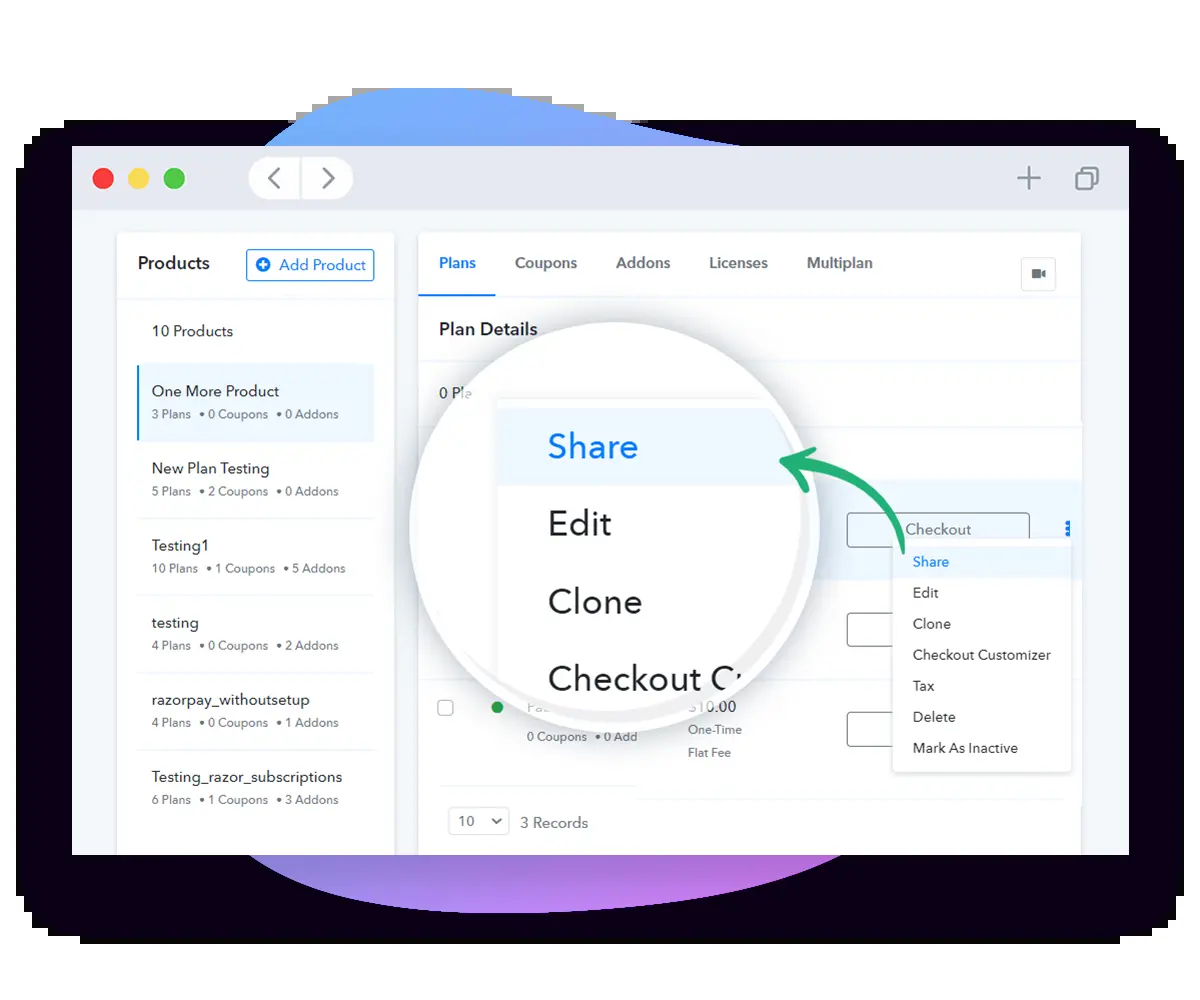 Products
Add Product
10 Products
One More Product
3 Plans • 0 Coupons • 0 Addons
New Plan Testing
5 Plans • 2 Coupons • 0 Addons
Testing1
10 Plans • 1 Coupons • 5 Addons
testing
4 Plans • 0 Coupons • 2 Addons
razorpay_withoutsetup
4 Plans • 0 Coupons • 1 Addons
Testing_razor_subscriptions
6 Plans • 1 Coupons • 3 Addons
Plans Coupons Addons Licenses Multiplan
Plan Details
0
Share
Edit
Clone
Checkout
Checkout
Share
Edit
Clone
Checkout Customizer
Tax
Delete
Mark As Inactive
$10.00
0 Coupons • 0 Add
One-Time
Flat Fee
10
3 Records